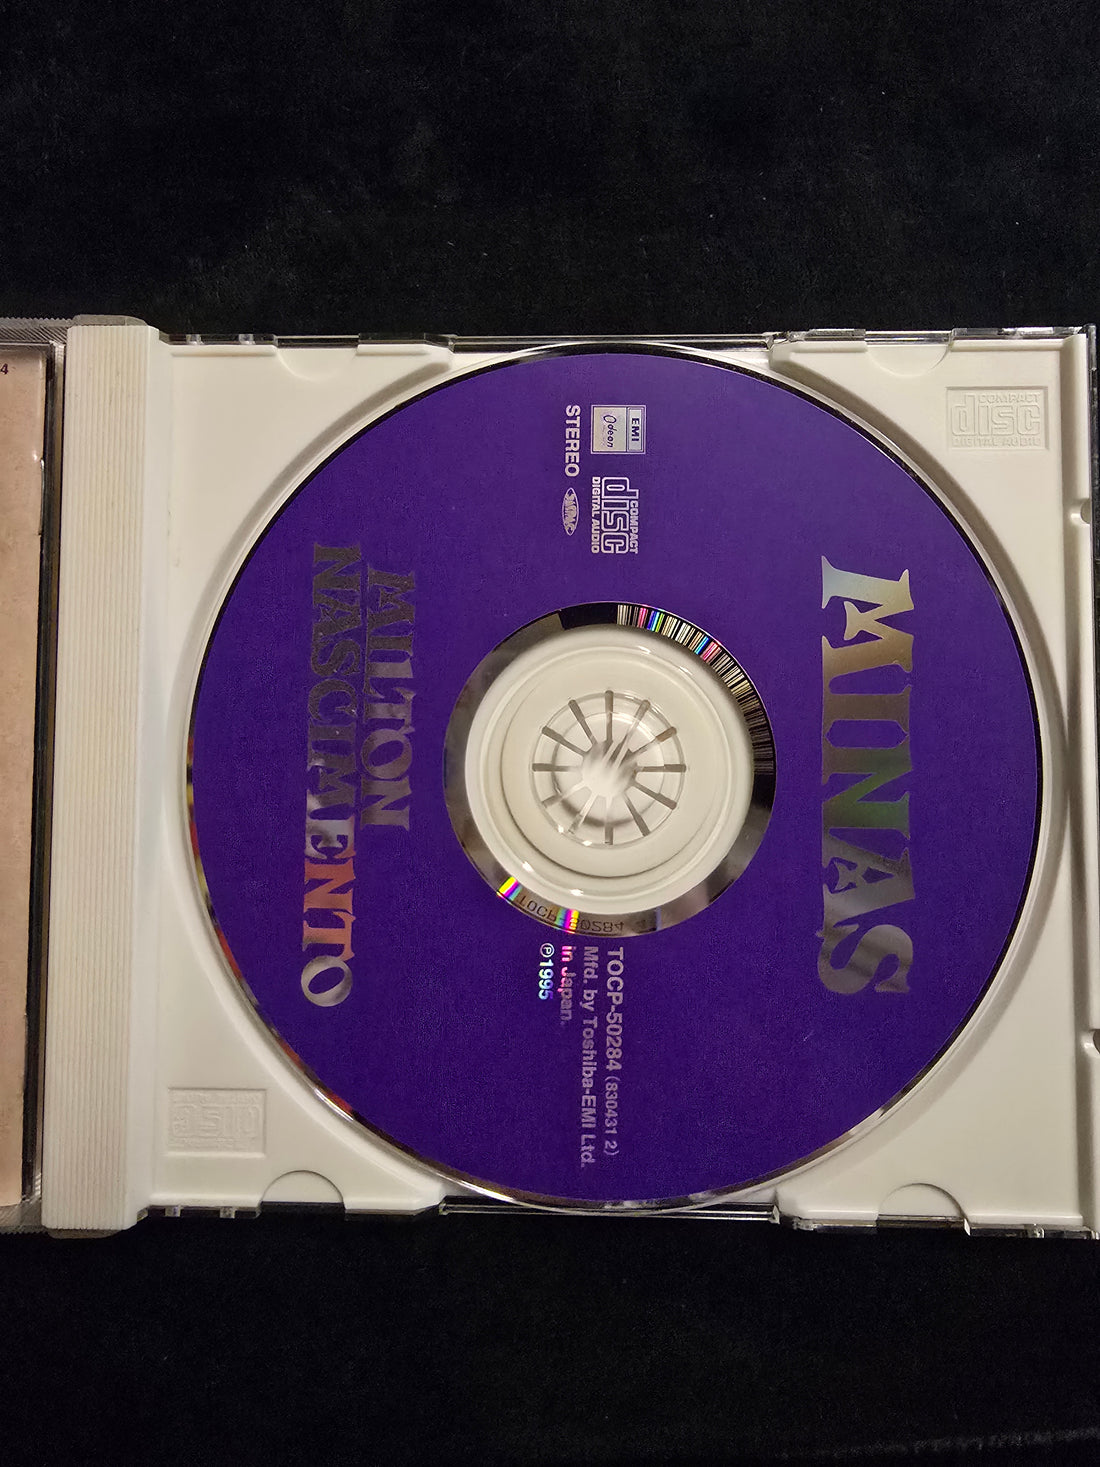 MINAS
EMI
Odeon
STEREO
COMPACT
disc
DIGITAL AUDIO
TOCP-50284 (830431 2)
Mfd. by Toshiba-EMI Ltd.
in Japan.
℗1995
MILTON
NASCIMENTO
COMPACT
disc
DIGITAL AUDIO
4